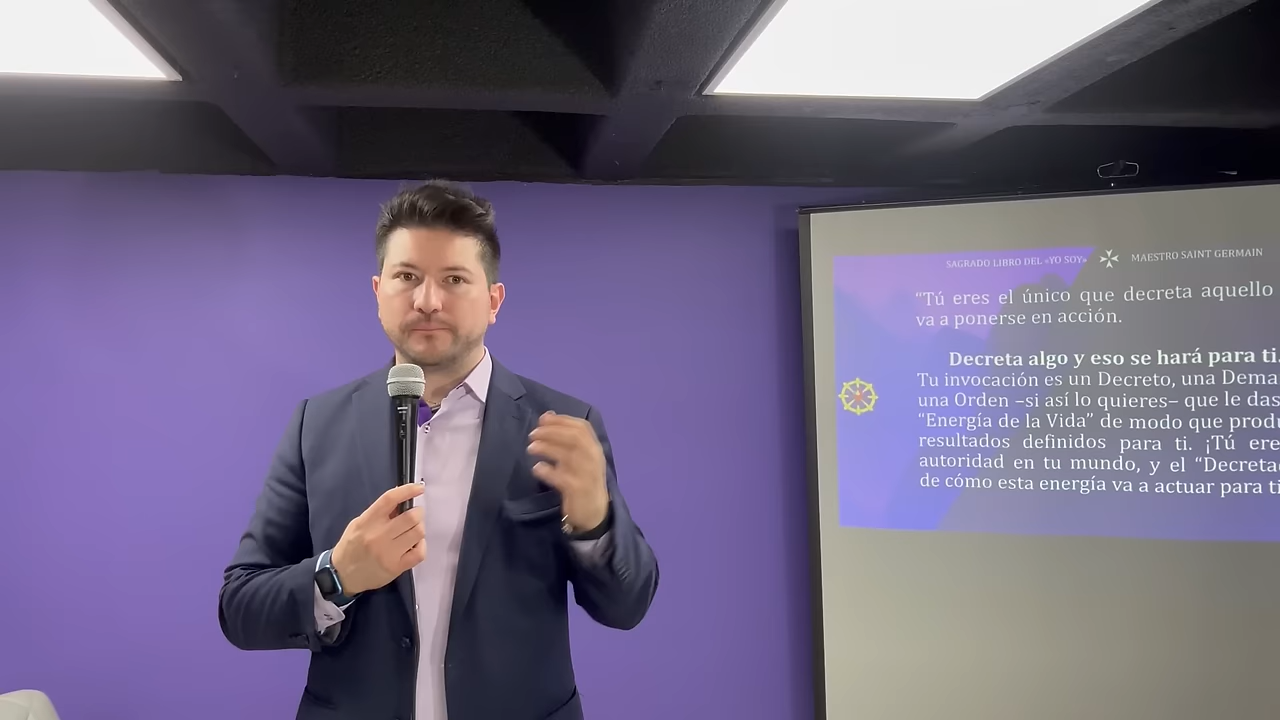 SAGRADO LIBRO DEL «YO SOY» MAESTRO SAINT GERMAIN
“Tú eres el único que decreta aquello
va a ponerse en acción.
Decreta algo y eso se hará para ti.
Tu invocación es un Decreto, una
una Orden –si así lo quieres– que le das
“Energía de la Vida” de modo que
resultados definidos para ti. ¡Tú
autoridad en tu mundo, y el
de cómo esta energía va a actuar para ti